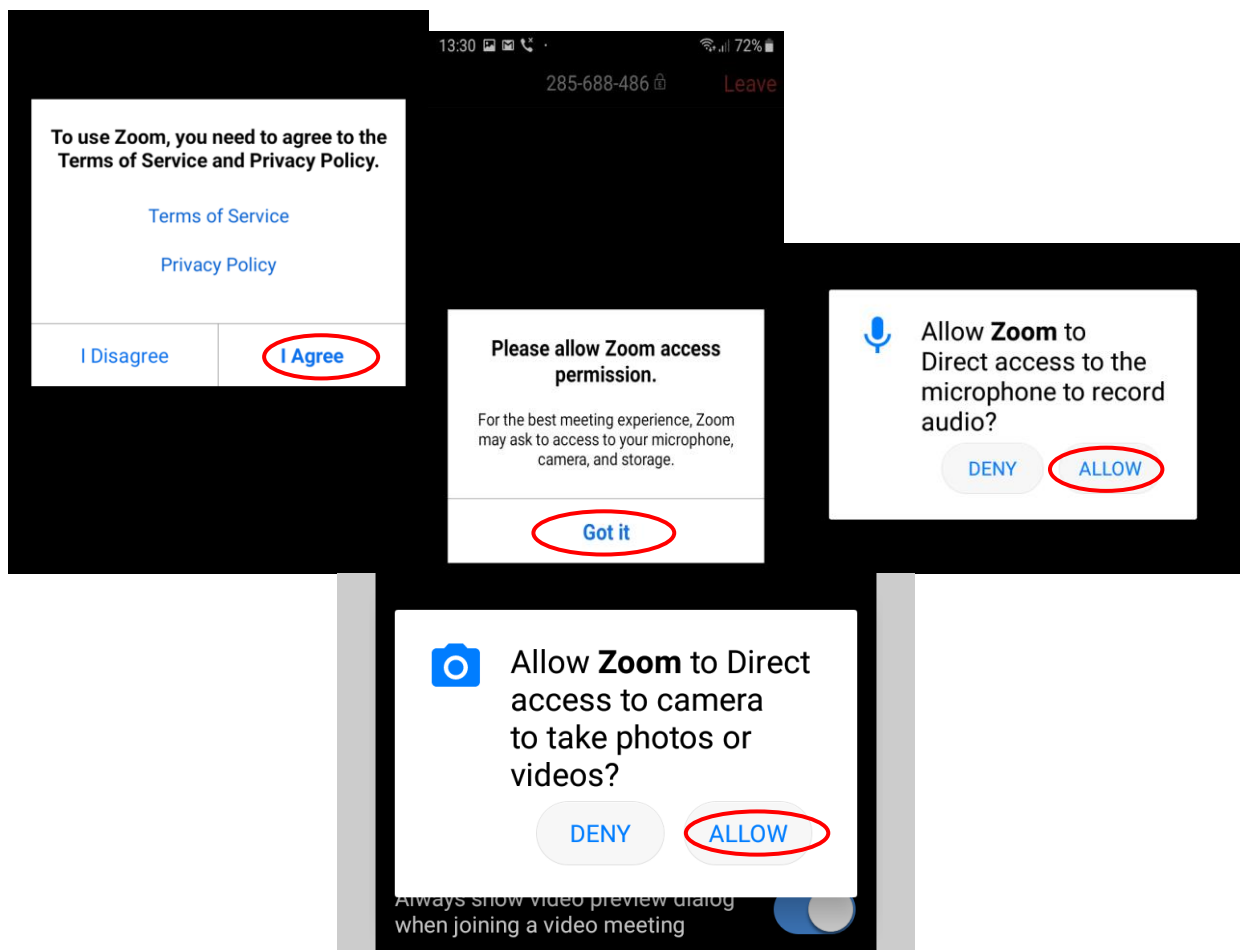 To use Zoom, you need to agree to the
Terms of Service and Privacy Policy.
Terms of Service
Privacy Policy
I Disagree
I Agree
13:30
72%
285-688-486
Leave
Please allow Zoom access
permission.
For the best meeting experience, Zoom
may ask to access to your microphone,
camera, and storage.
Got it
Allow Zoom to
Direct access to the
microphone to record
audio?
DENY
ALLOW
Allow Zoom to Direct
access to camera
to take photos or
videos?
DENY
ALLOW
Always show video preview dialog
when joining a video meeting